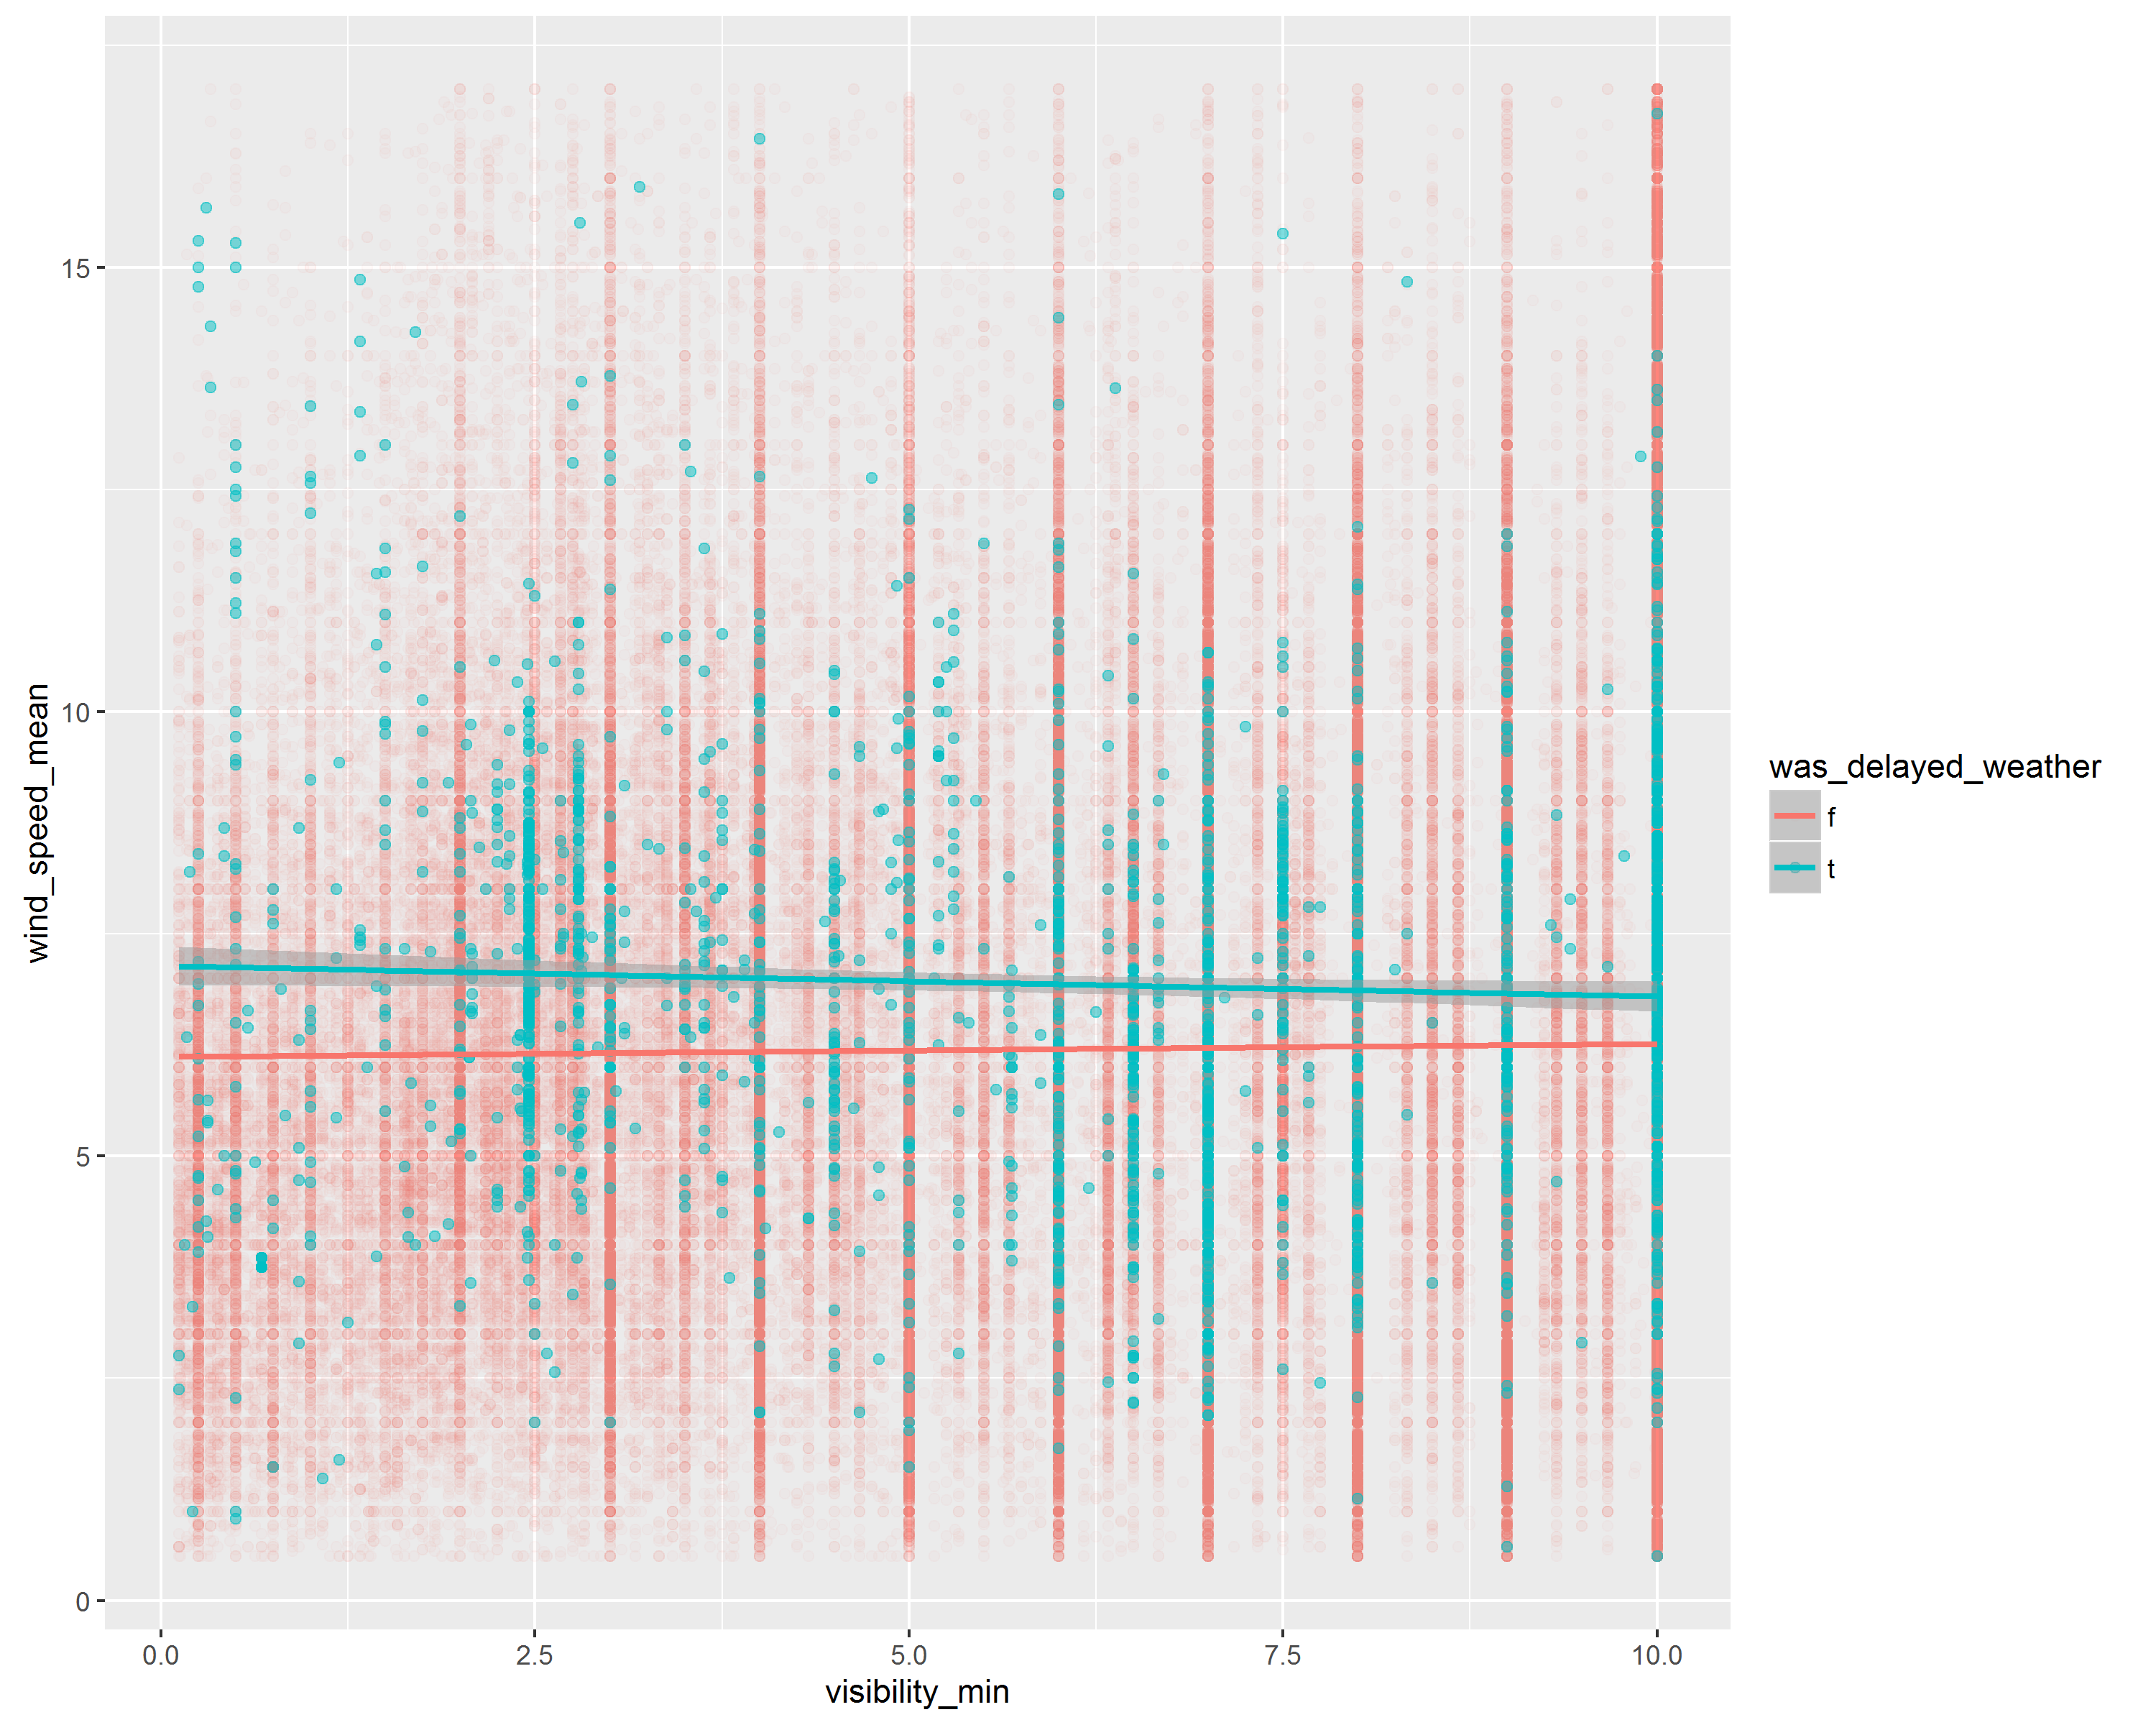 15
10
5
0
wind_speed_mean
0.0 2.5 5.0 7.5 10.0
visibility_min
was_delayed_weather
f
t